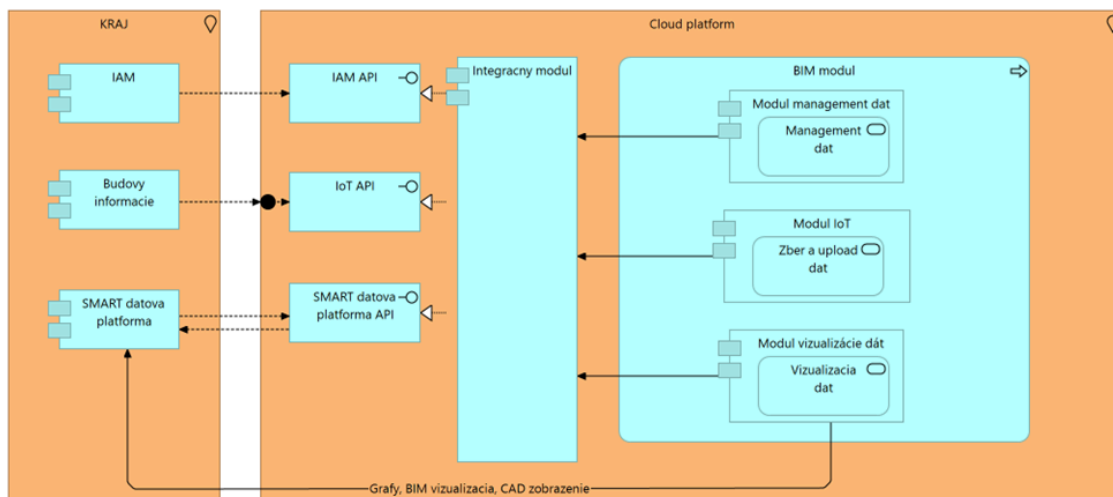 KRAJ
IAM
Budovy
informacie
SMART datova
platforma
Cloud platform
IAM API
IoT API
SMART datova
platforma API
Integracny modul
BIM modul
Modul management dat
Management
dat
Modul IoT
Zber a upload
dat
Modul vizualizácie dát
Vizualizacia
dat
Grafy, BIM vizualizacia, CAD zobrazenie